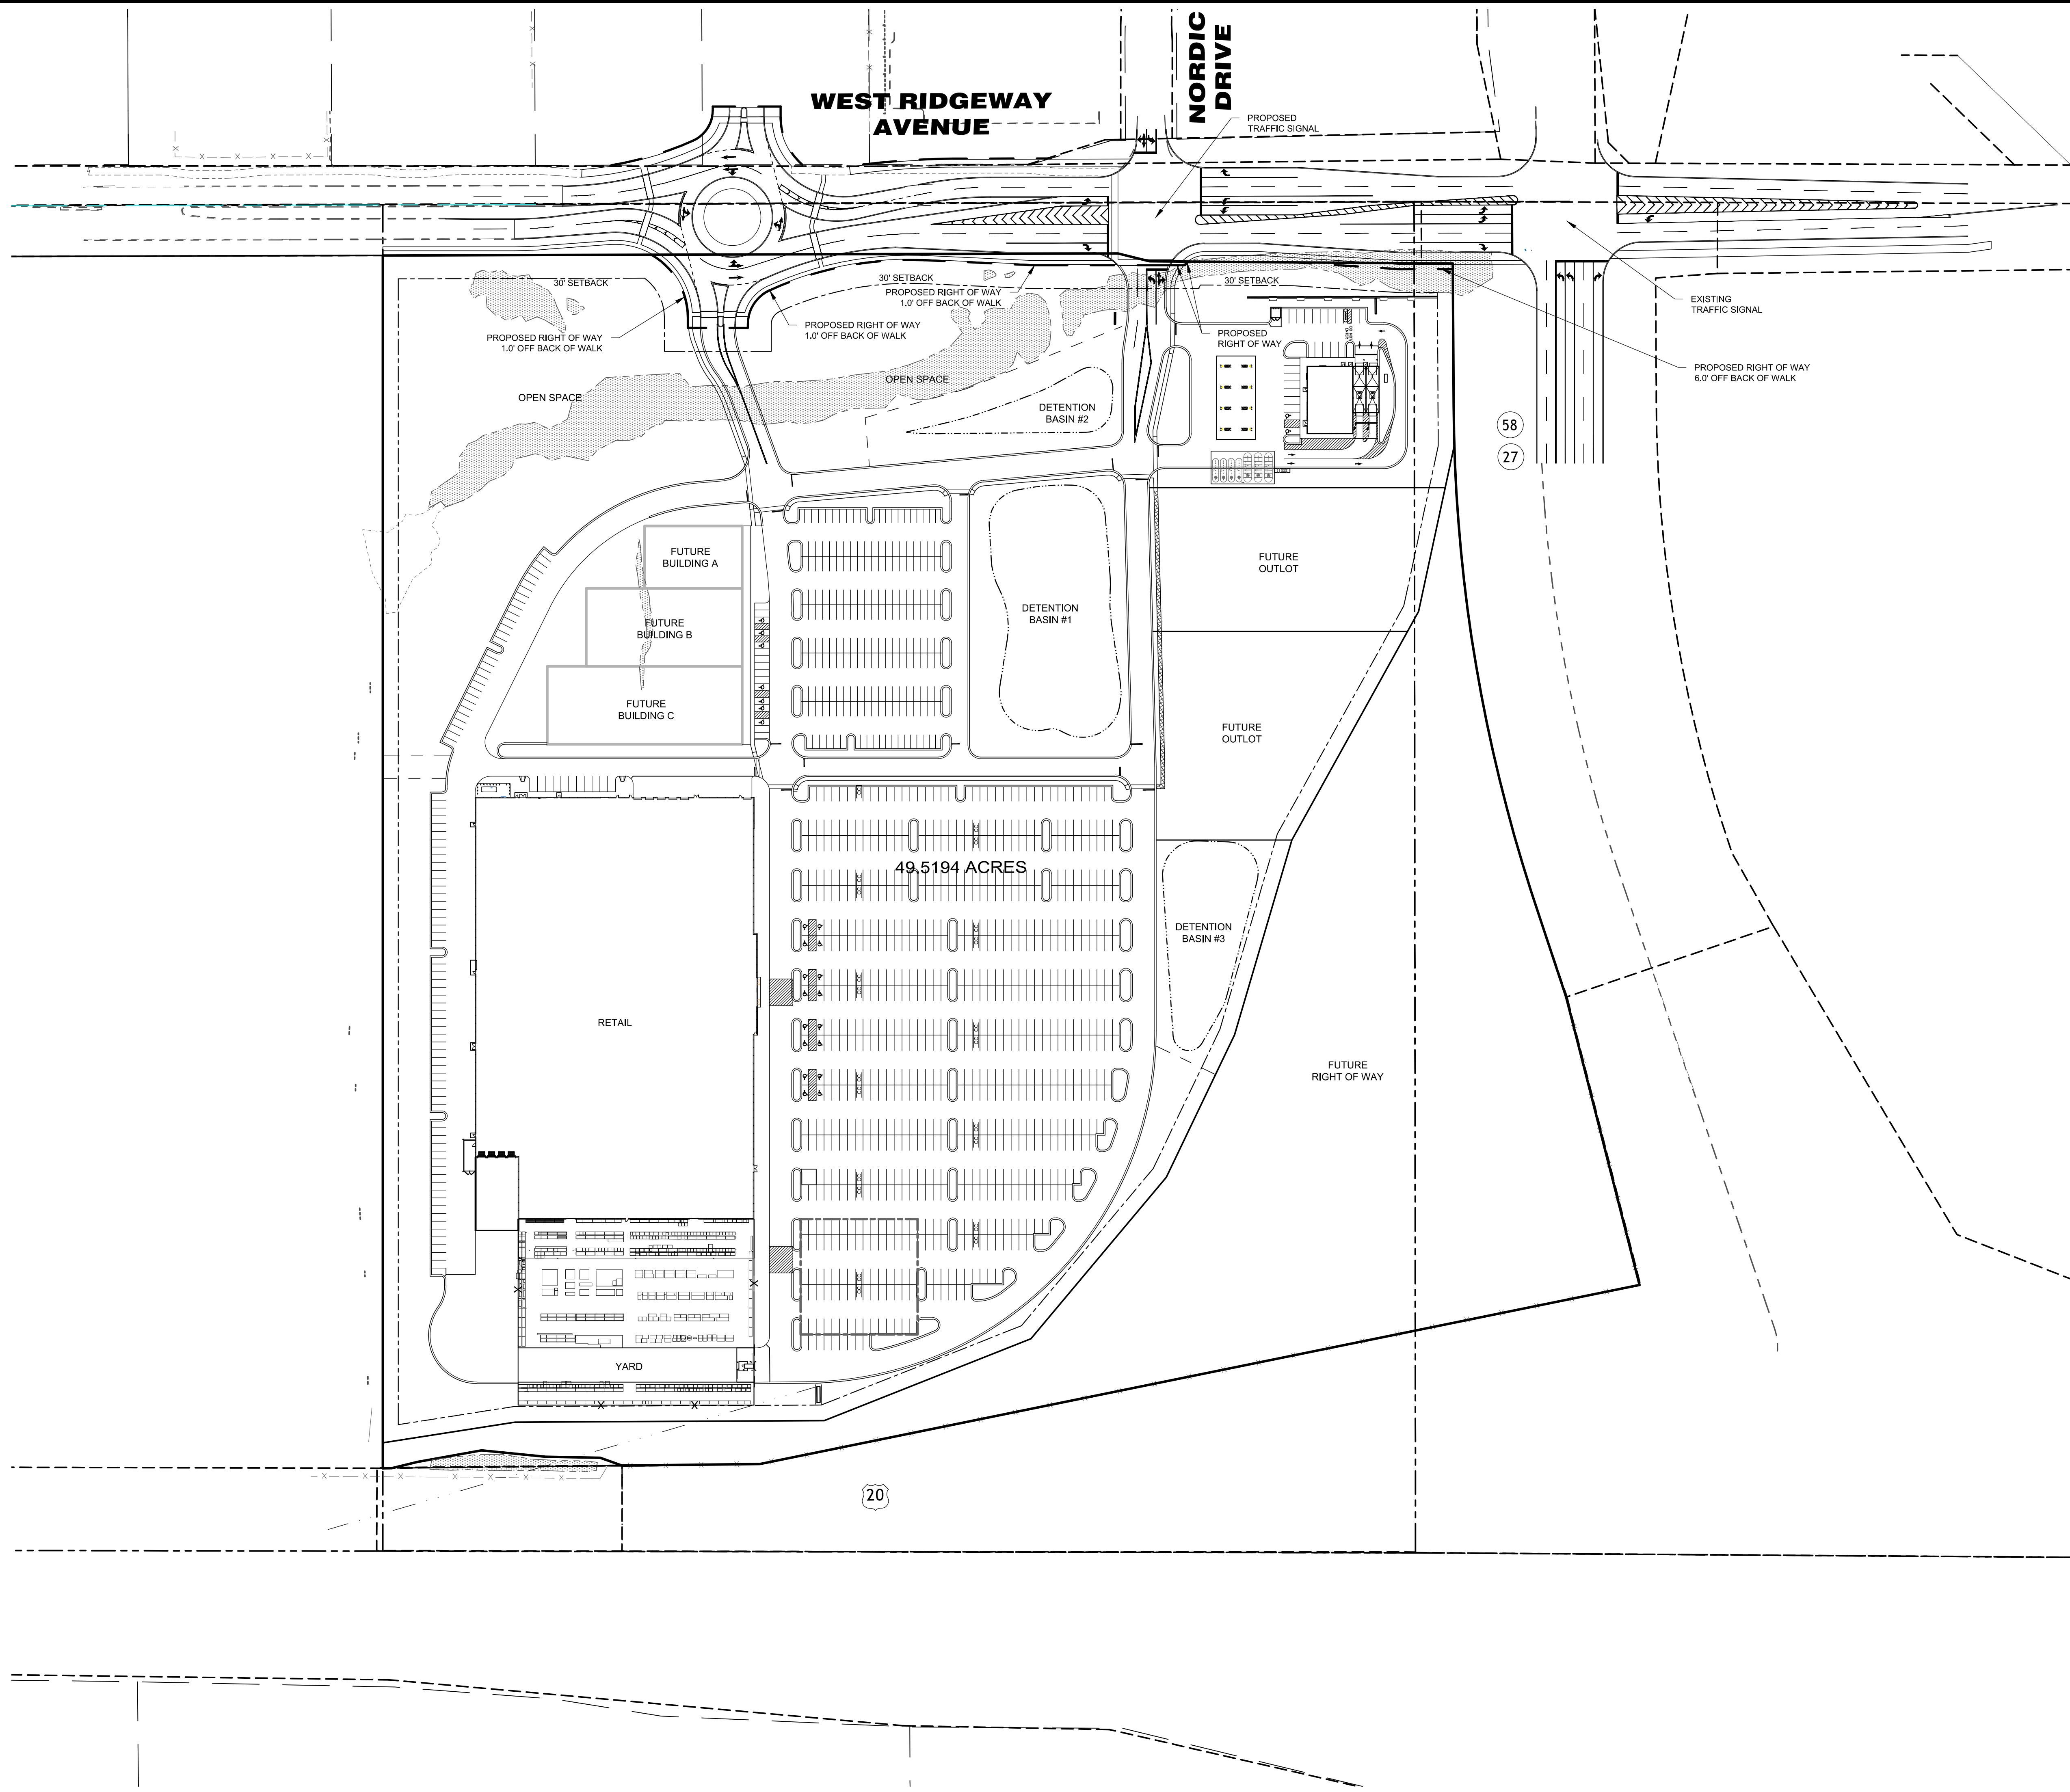 NORDIC
DRIVE
WEST RIDGEWAY
AVENUE
PROPOSED
TRAFFIC SIGNAL
30' SETBACK
30' SETBACK
30' SETBACK
PROPOSED RIGHT OF WAY
1.0' OFF BACK OF WALK
EXISTING
TRAFFIC SIGNAL
PROPOSED RIGHT OF WAY
1.0' OFF BACK OF WALK
PROPOSED RIGHT OF WAY
1.0' OFF BACK OF WALK
PROPOSED
RIGHT OF WAY
PROPOSED RIGHT OF WAY
6.0' OFF BACK OF WALK
OPEN SPACE
OPEN SPACE
DETENTION
BASIN #2
58
27
FUTURE
BUILDING A
FUTURE
OUTLOT
FUTURE
BUILDING B
DETENTION
BASIN #1
FUTURE
BUILDING C
FUTURE
OUTLOT
49.5194 ACRES
DETENTION
BASIN #3
RETAIL
FUTURE
RIGHT OF WAY
YARD
20